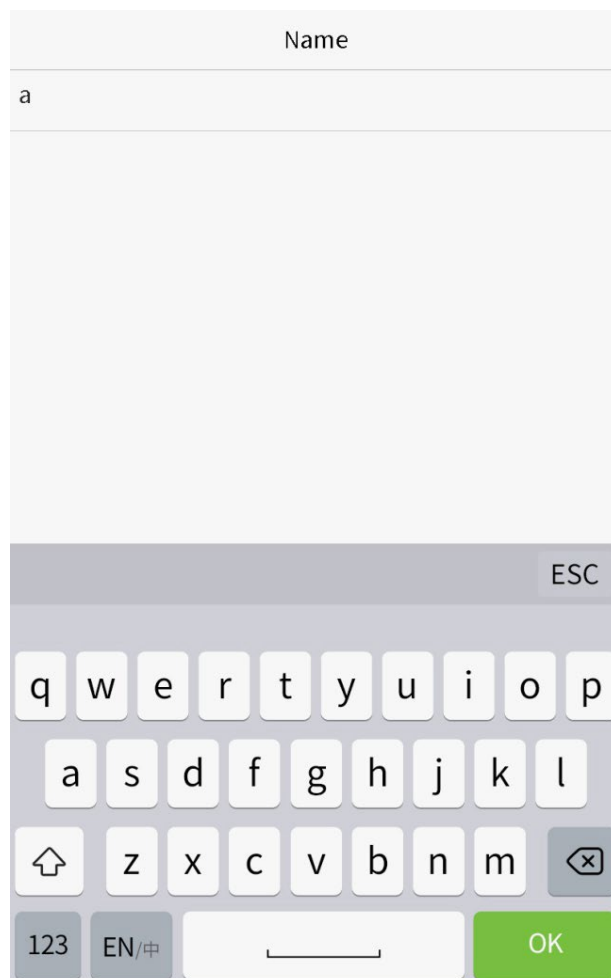 Name
a
ESC
q w e r t y u i o p
a s d f g h j k l
z x c v b n m
123 EN/中 OK